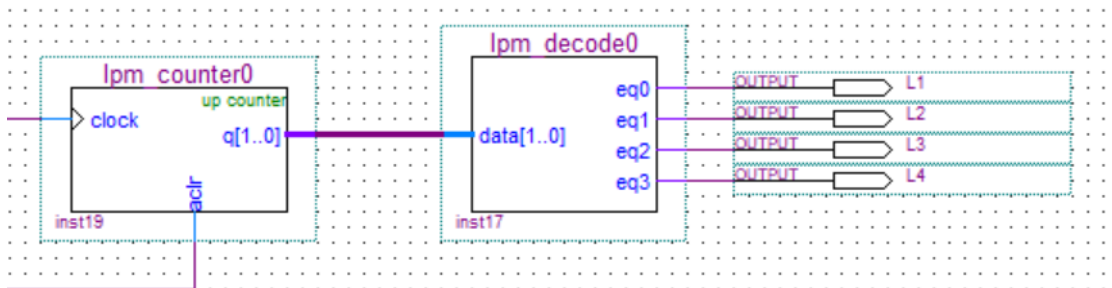 lpm_counter0
up counter
clock
q[1..0]
aclr
inst19
lpm_decode0
data[1..0]
eq0
eq1
eq2
eq3
inst17
OUTPUT L1
OUTPUT L2
OUTPUT L3
OUTPUT L4